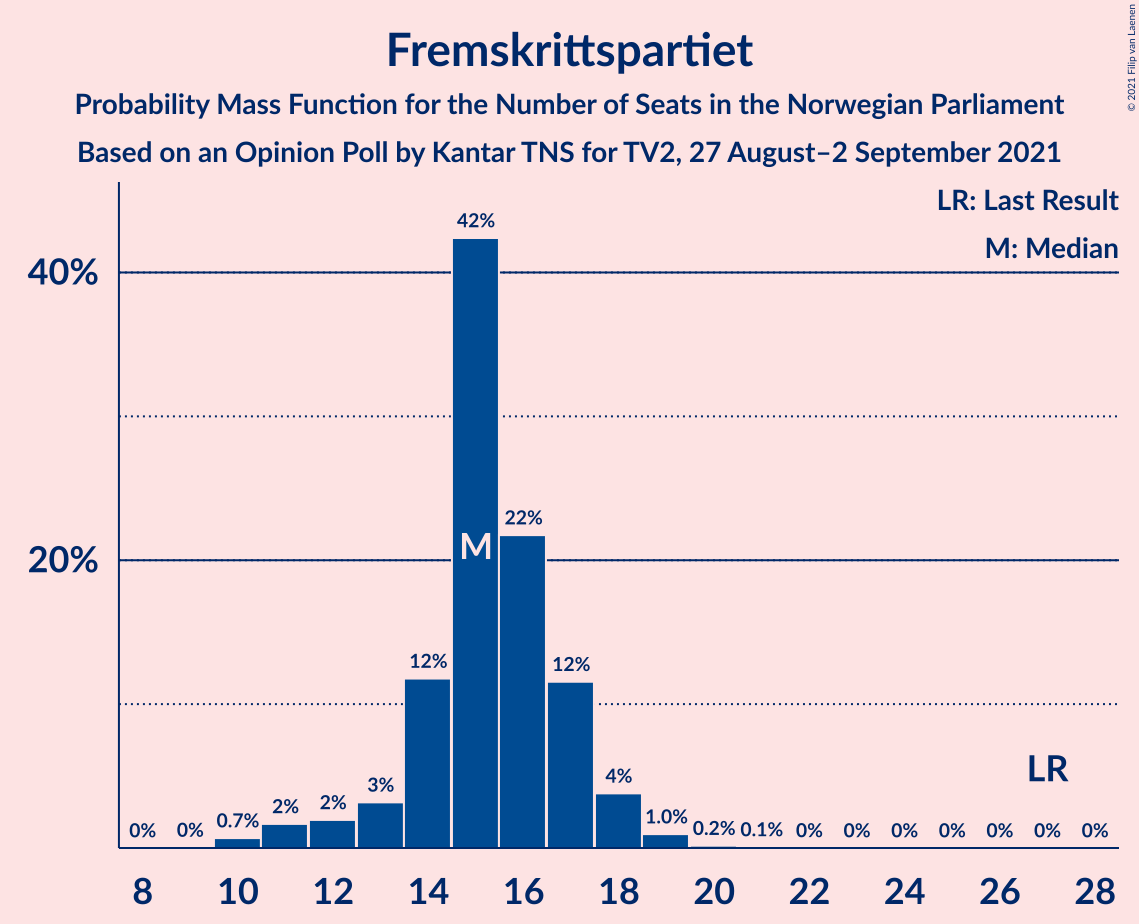 Fremskrittspartiet
Probability Mass Function for the Number of Seats in the Norwegian Parliament
Based on an Opinion Poll by Kantar TNS for TV2, 27 August–2 September 2021
© 2021 Filip van Laenen
LR: Last Result
M: Median
40%
20%
0% 0% 0.7% 2% 2% 3% 12% 42% 22% 12% 4% 1.0% 0.2% 0.1% 0% 0% 0% 0% 0% 0% 0%
M
LR
8 10 12 14 16 18 20 22 24 26 28